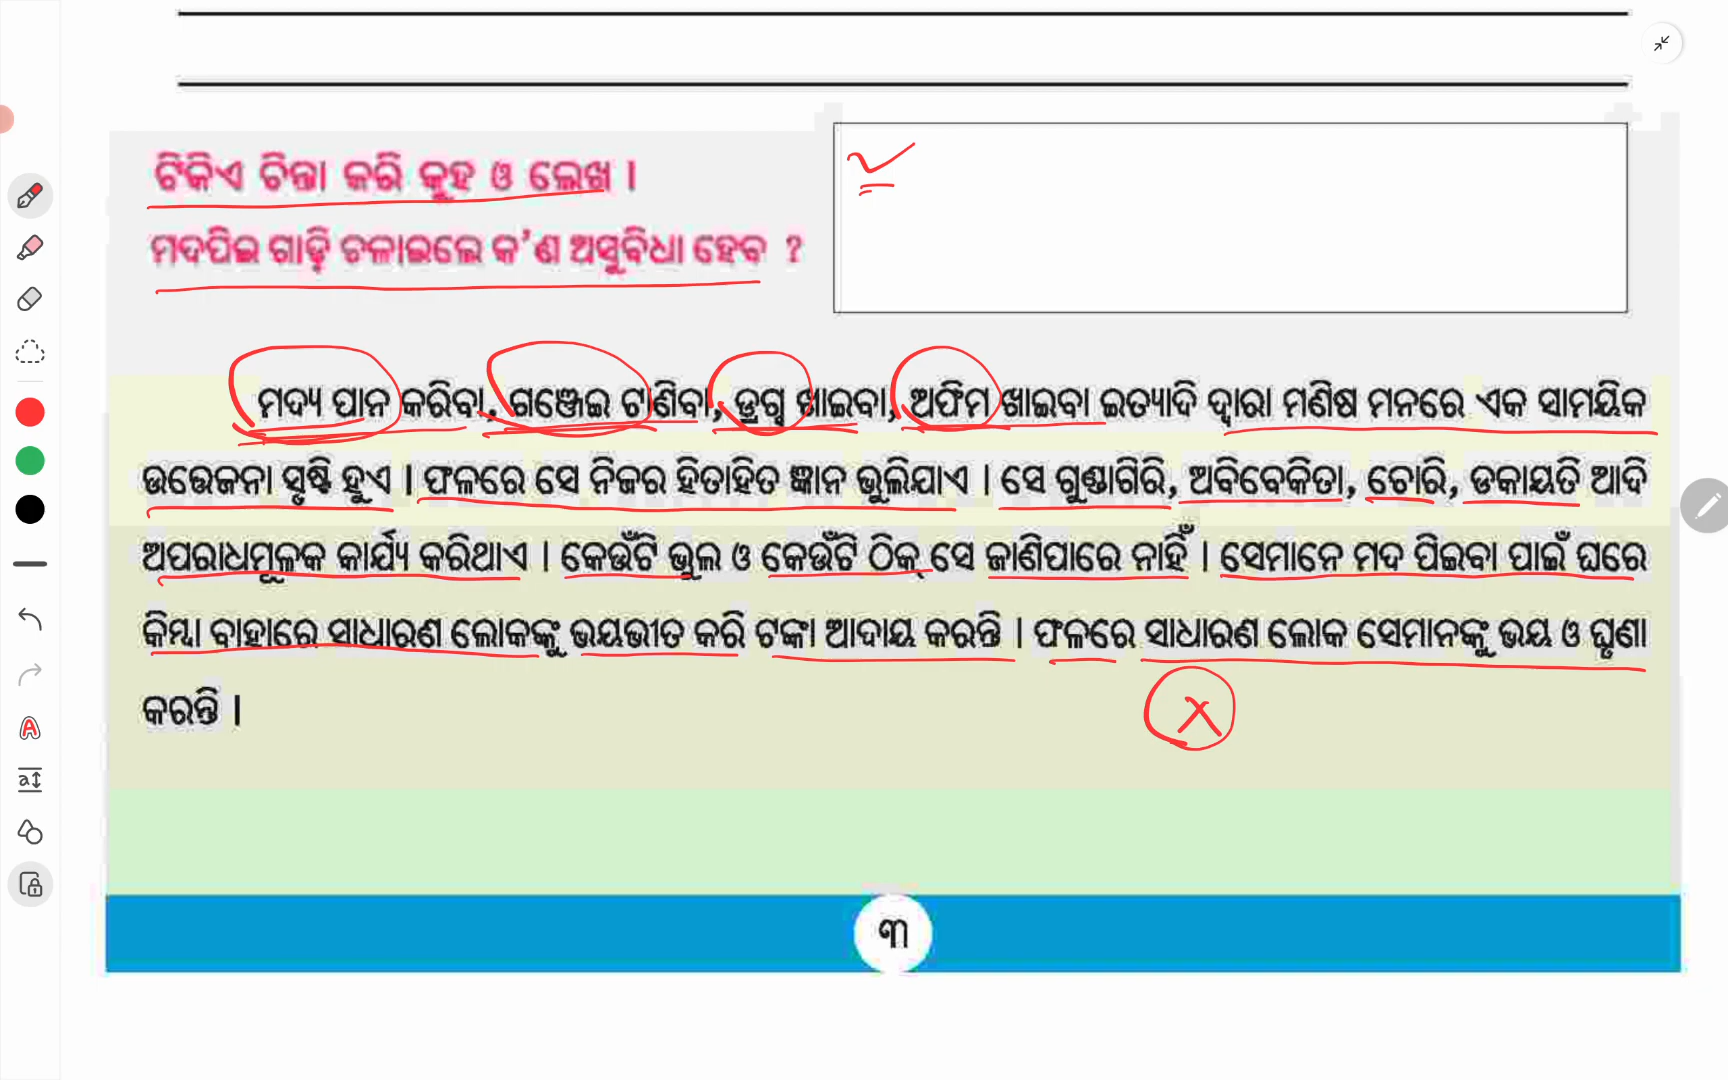 ଟିକିଏ ଚିନ୍ତା କରି କୁହ ଓ ଲେଖ ।
ମଦପିଇ ଗାଡ଼ି ଚଳାଇଲେ କ'ଣ ଅସୁବିଧା ହେବ ?
ମଦ୍ୟ ପାନ କରିବା, ଗଞ୍ଜେଇ ଟାଣିବା, ଡ୍ରଗ୍ସ ଖାଇବା, ଅଫିମ ଖାଇବା ଇତ୍ୟାଦି ଦ୍ୱାରା ମଣିଷ ମନରେ ଏକ ସାମୟିକ
ଉତ୍ତେଜନା ସୃଷ୍ଟି ହୁଏ । ଫଳରେ ସେ ନିଜର ହିତାହିତ ଜ୍ଞାନ ଭୁଲିଯାଏ । ସେ ଗୁଣ୍ଡାଗିରି, ଅବିବେକିତା, ଚୋରି, ଡକାୟତି ଆଦି
ଅପରାଧମୂଳକ କାର୍ଯ୍ୟ କରିଥାଏ । କେଉଁଟି ଭୁଲ ଓ କେଉଁଟି ଠିକ୍ ସେ ଜାଣିପାରେ ନାହିଁ । ସେମାନେ ମଦ ପିଇବା ପାଇଁ ଘରେ
କିମ୍ବା ବାହାରେ ସାଧାରଣ ଲୋକଙ୍କୁ ଭୟଭୀତ କରି ଟଙ୍କା ଆଦାୟ କରନ୍ତି । ଫଳରେ ସାଧାରଣ ଲୋକ ସେମାନଙ୍କୁ ଭୟ ଓ ଘୃଣା
କରନ୍ତି ।
୩